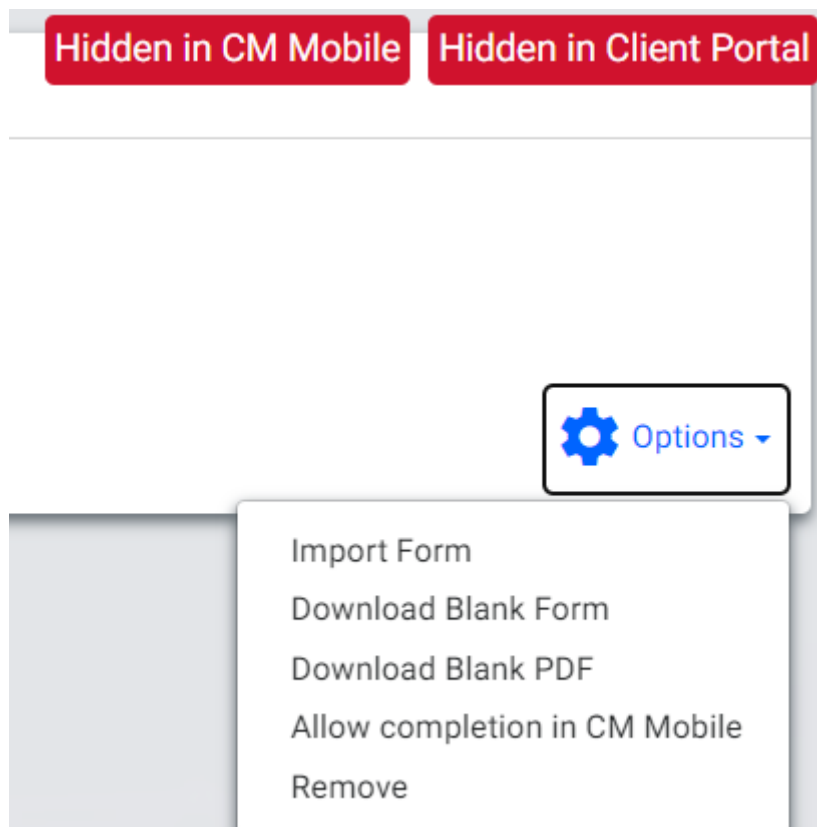 Hidden in CM Mobile Hidden in Client Portal
Options
Import Form
Download Blank Form
Download Blank PDF
Allow completion in CM Mobile
Remove